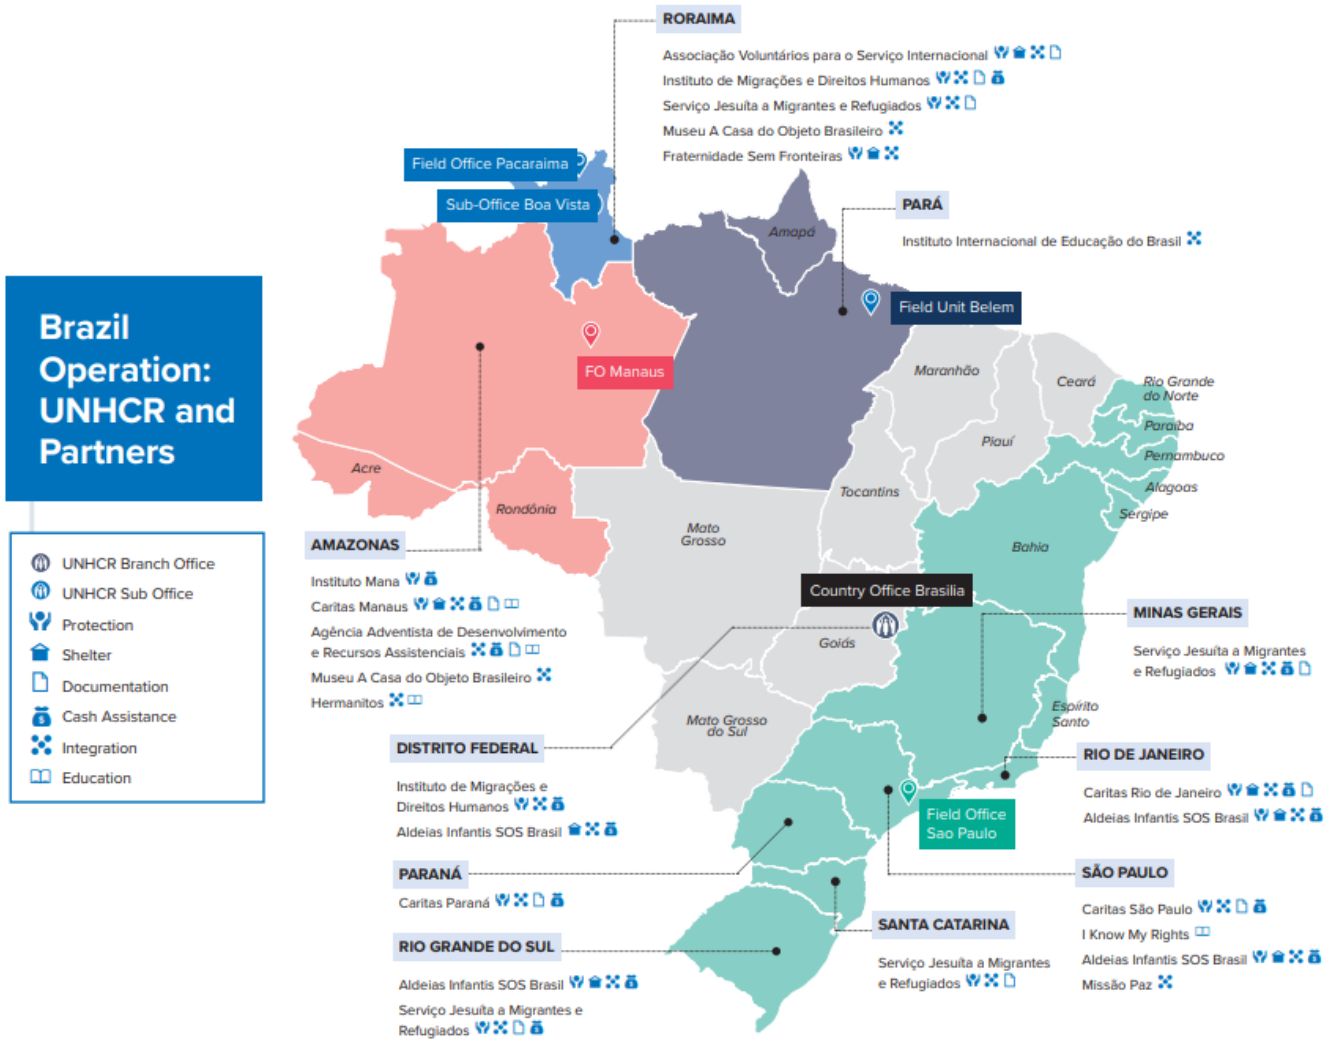 RORAIMA
Associação Voluntários para o Serviço Internacional
Instituto de Migrações e Direitos Humanos
Serviço Jesuíta a Migrantes e Refugiados
Museu A Casa do Objeto Brasileiro
Fraternidade Sem Fronteiras
Field Office Pacaraima
Sub-Office Boa Vista
PARÁ
Instituto Internacional de Educação do Brasil
Amapá
Field Unit Belem
FO Manaus
Maranhão
Ceará
Rio Grande
do Norte
Paraiba
Piauí
Pernambuco
Alagoas
Sergipe
Tocantins
Bahia
Acre
Rondônia
Mato
Grosso
Brazil
Operation:
UNHCR and
Partners
UNHCR Branch Office
UNHCR Sub Office
Protection
Shelter
Documentation
Cash Assistance
Integration
Education
AMAZONAS
Instituto Mana
Caritas Manaus
Agência Adventista de Desenvolvimento
e Recursos Assistenciais
Museu A Casa do Objeto Brasileiro
Hermanitos
Country Office Brasilia
Goiás
MINAS GERAIS
Serviço Jesuíta a Migrantes
e Refugiados
Espírito
Santo
Mato Grosso
do Sul
DISTRITO FEDERAL
Instituto de Migrações e
Direitos Humanos
Aldeias Infantis SOS Brasil
RIO DE JANEIRO
Caritas Rio de Janeiro
Aldeias Infantis SOS Brasil
Field Office
Sao Paulo
PARANÁ
Caritas Paraná
SÃO PAULO
Caritas São Paulo
I Know My Rights
Aldeias Infantis SOS Brasil
Missão Paz
SANTA CATARINA
Serviço Jesuíta a Migrantes
e Refugiados
RIO GRANDE DO SUL
Aldeias Infantis SOS Brasil
Serviço Jesuíta a Migrantes e
Refugiados